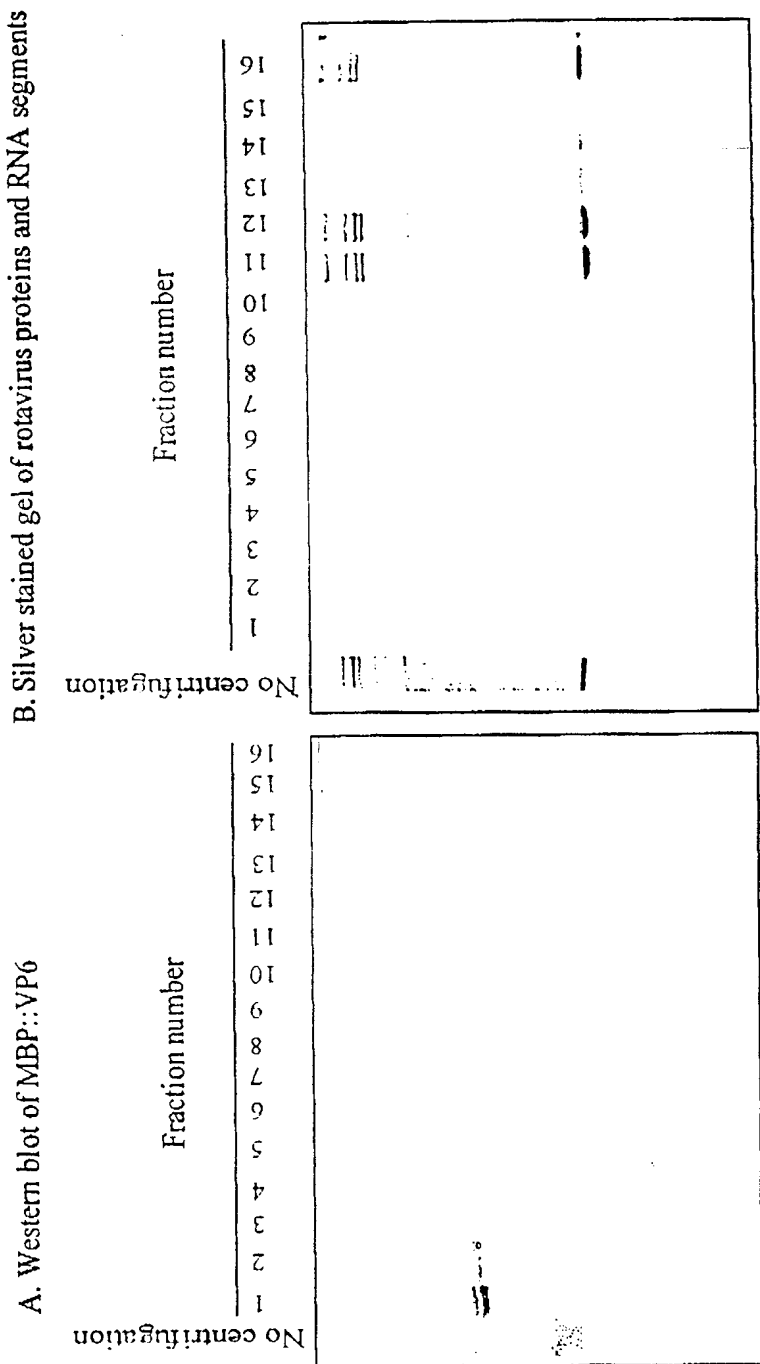 A. Western blot of MBP::VP6
Fraction number
No centrifugation 1 2 3 4 5 6 7 8 9 10 11 12 13 14 15 16
B. Silver stained gel of rotavirus proteins and RNA segments
Fraction number
No centrifugation 1 2 3 4 5 6 7 8 9 10 11 12 13 14 15 16